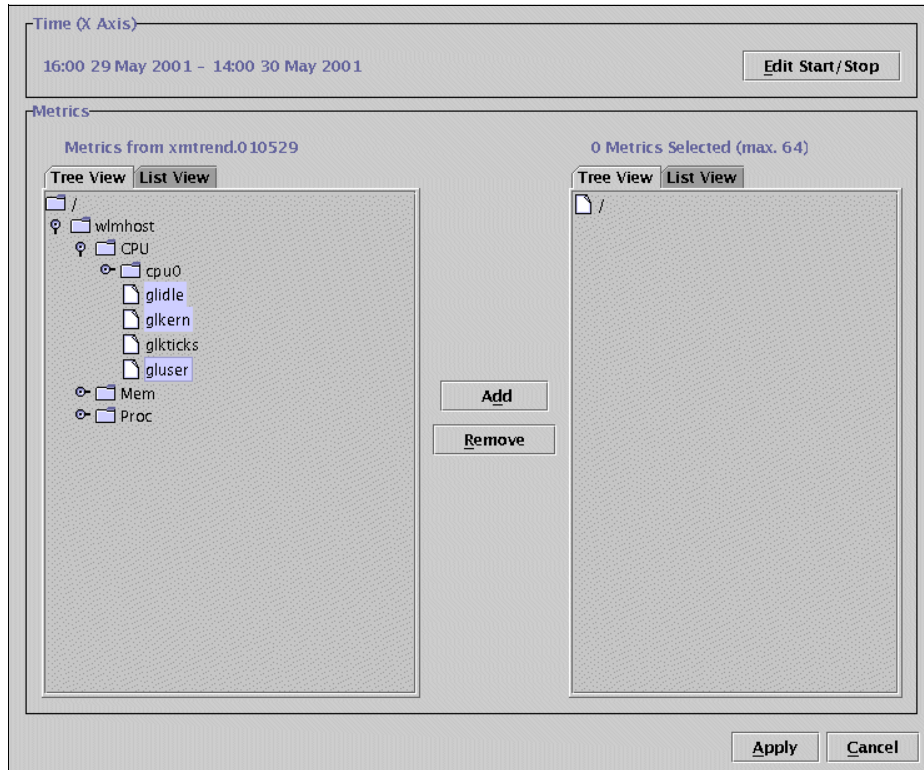 Time (X Axis)
16:00 29 May 2001 - 14:00 30 May 2001
Edit Start/Stop
Metrics
Metrics from xmtrend.010529
0 Metrics Selected (max. 64)
Tree View List View
Tree View List View
/
/
wlmhost
CPU
cpu0
glidle
glkern
glkticks
gluser
Mem
Proc
Add
Remove
Apply
Cancel